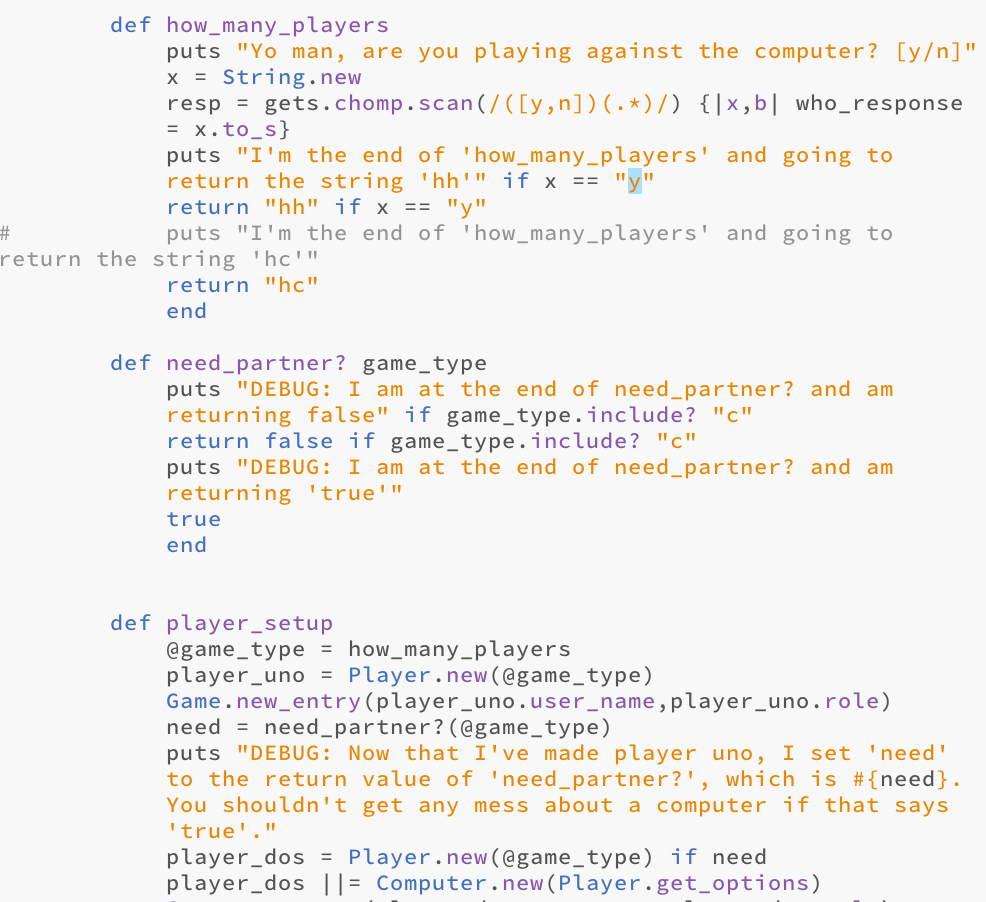 def how_many_players
puts "Yo man, are you playing against the computer? [y/n]"
x = String.new
resp = gets.chomp.scan(/([y,n])(.*)/) {|x,b| who_response
= x.to_s}
puts "I'm the end of 'how_many_players' and going to
return the string 'hh'" if x == "y"
return "hh" if x == "y"
# puts "I'm the end of 'how_many_players' and going to
return the string 'hc'"
return "hc"
end
def need_partner? game_type
puts "DEBUG: I am at the end of need_partner? and am
returning false" if game_type.include? "c"
return false if game_type.include? "c"
puts "DEBUG: I am at the end of need_partner? and am
returning 'true'"
true
end
def player_setup
@game_type = how_many_players
player_uno = Player.new(@game_type)
Game.new_entry(player_uno.user_name,player_uno.role)
need = need_partner?(@game_type)
puts "DEBUG: Now that I've made player uno, I set 'need'
to the return value of 'need_partner?', which is #{need}.
You shouldn't get any mess about a computer if that says
'true'."
player_dos = Player.new(@game_type) if need
player_dos ||= Computer.new(Player.get_options)